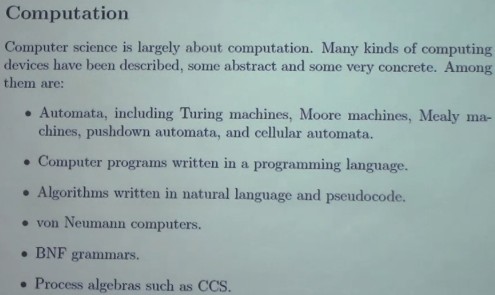 Computation
Computer science is largely about computation. Many kinds of computing
devices have been described, some abstract and some very concrete. Among
them are:
• Automata, including Turing machines, Moore machines, Mealy ma-
chines, pushdown automata, and cellular automata.
• Computer programs written in a programming language.
• Algorithms written in natural language and pseudocode.
• von Neumann computers.
• BNF grammars.
• Process algebras such as CCS.